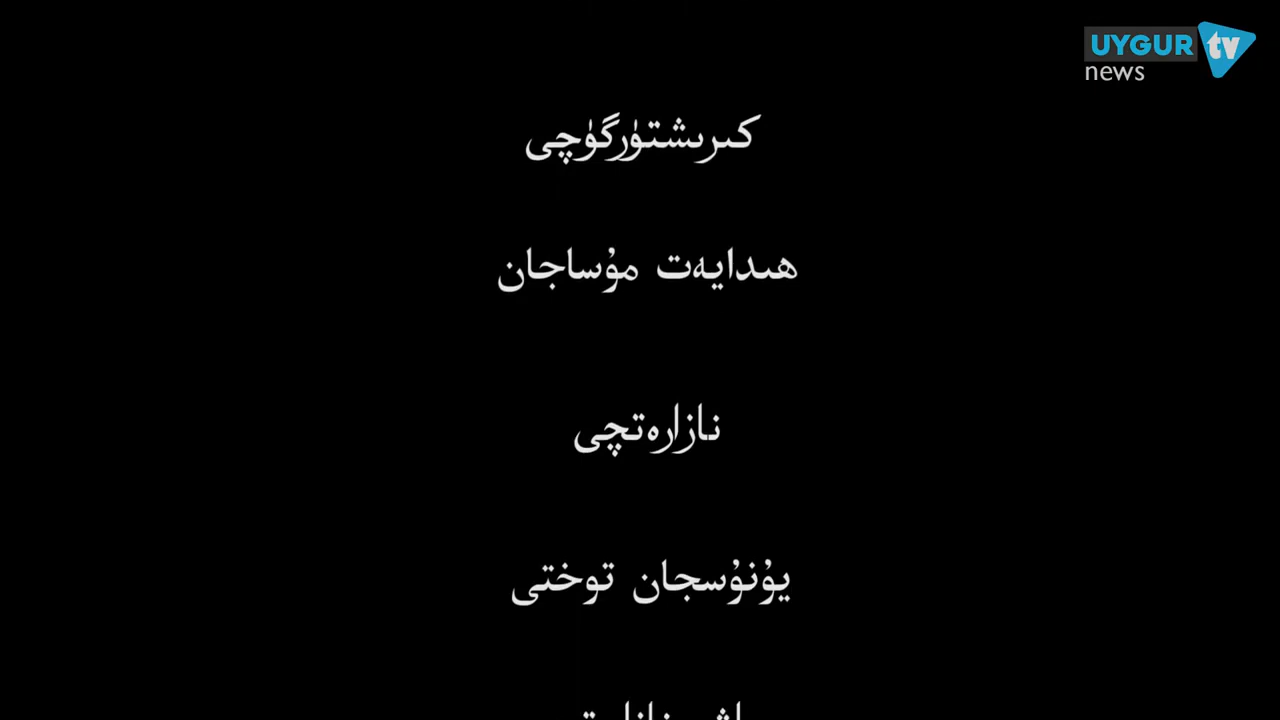 UYGUR tv
news
كىرىشتۈرگۈچى
ھىدايەت مۇساجان
نازارەتچى
يۇنۇسجان توختى